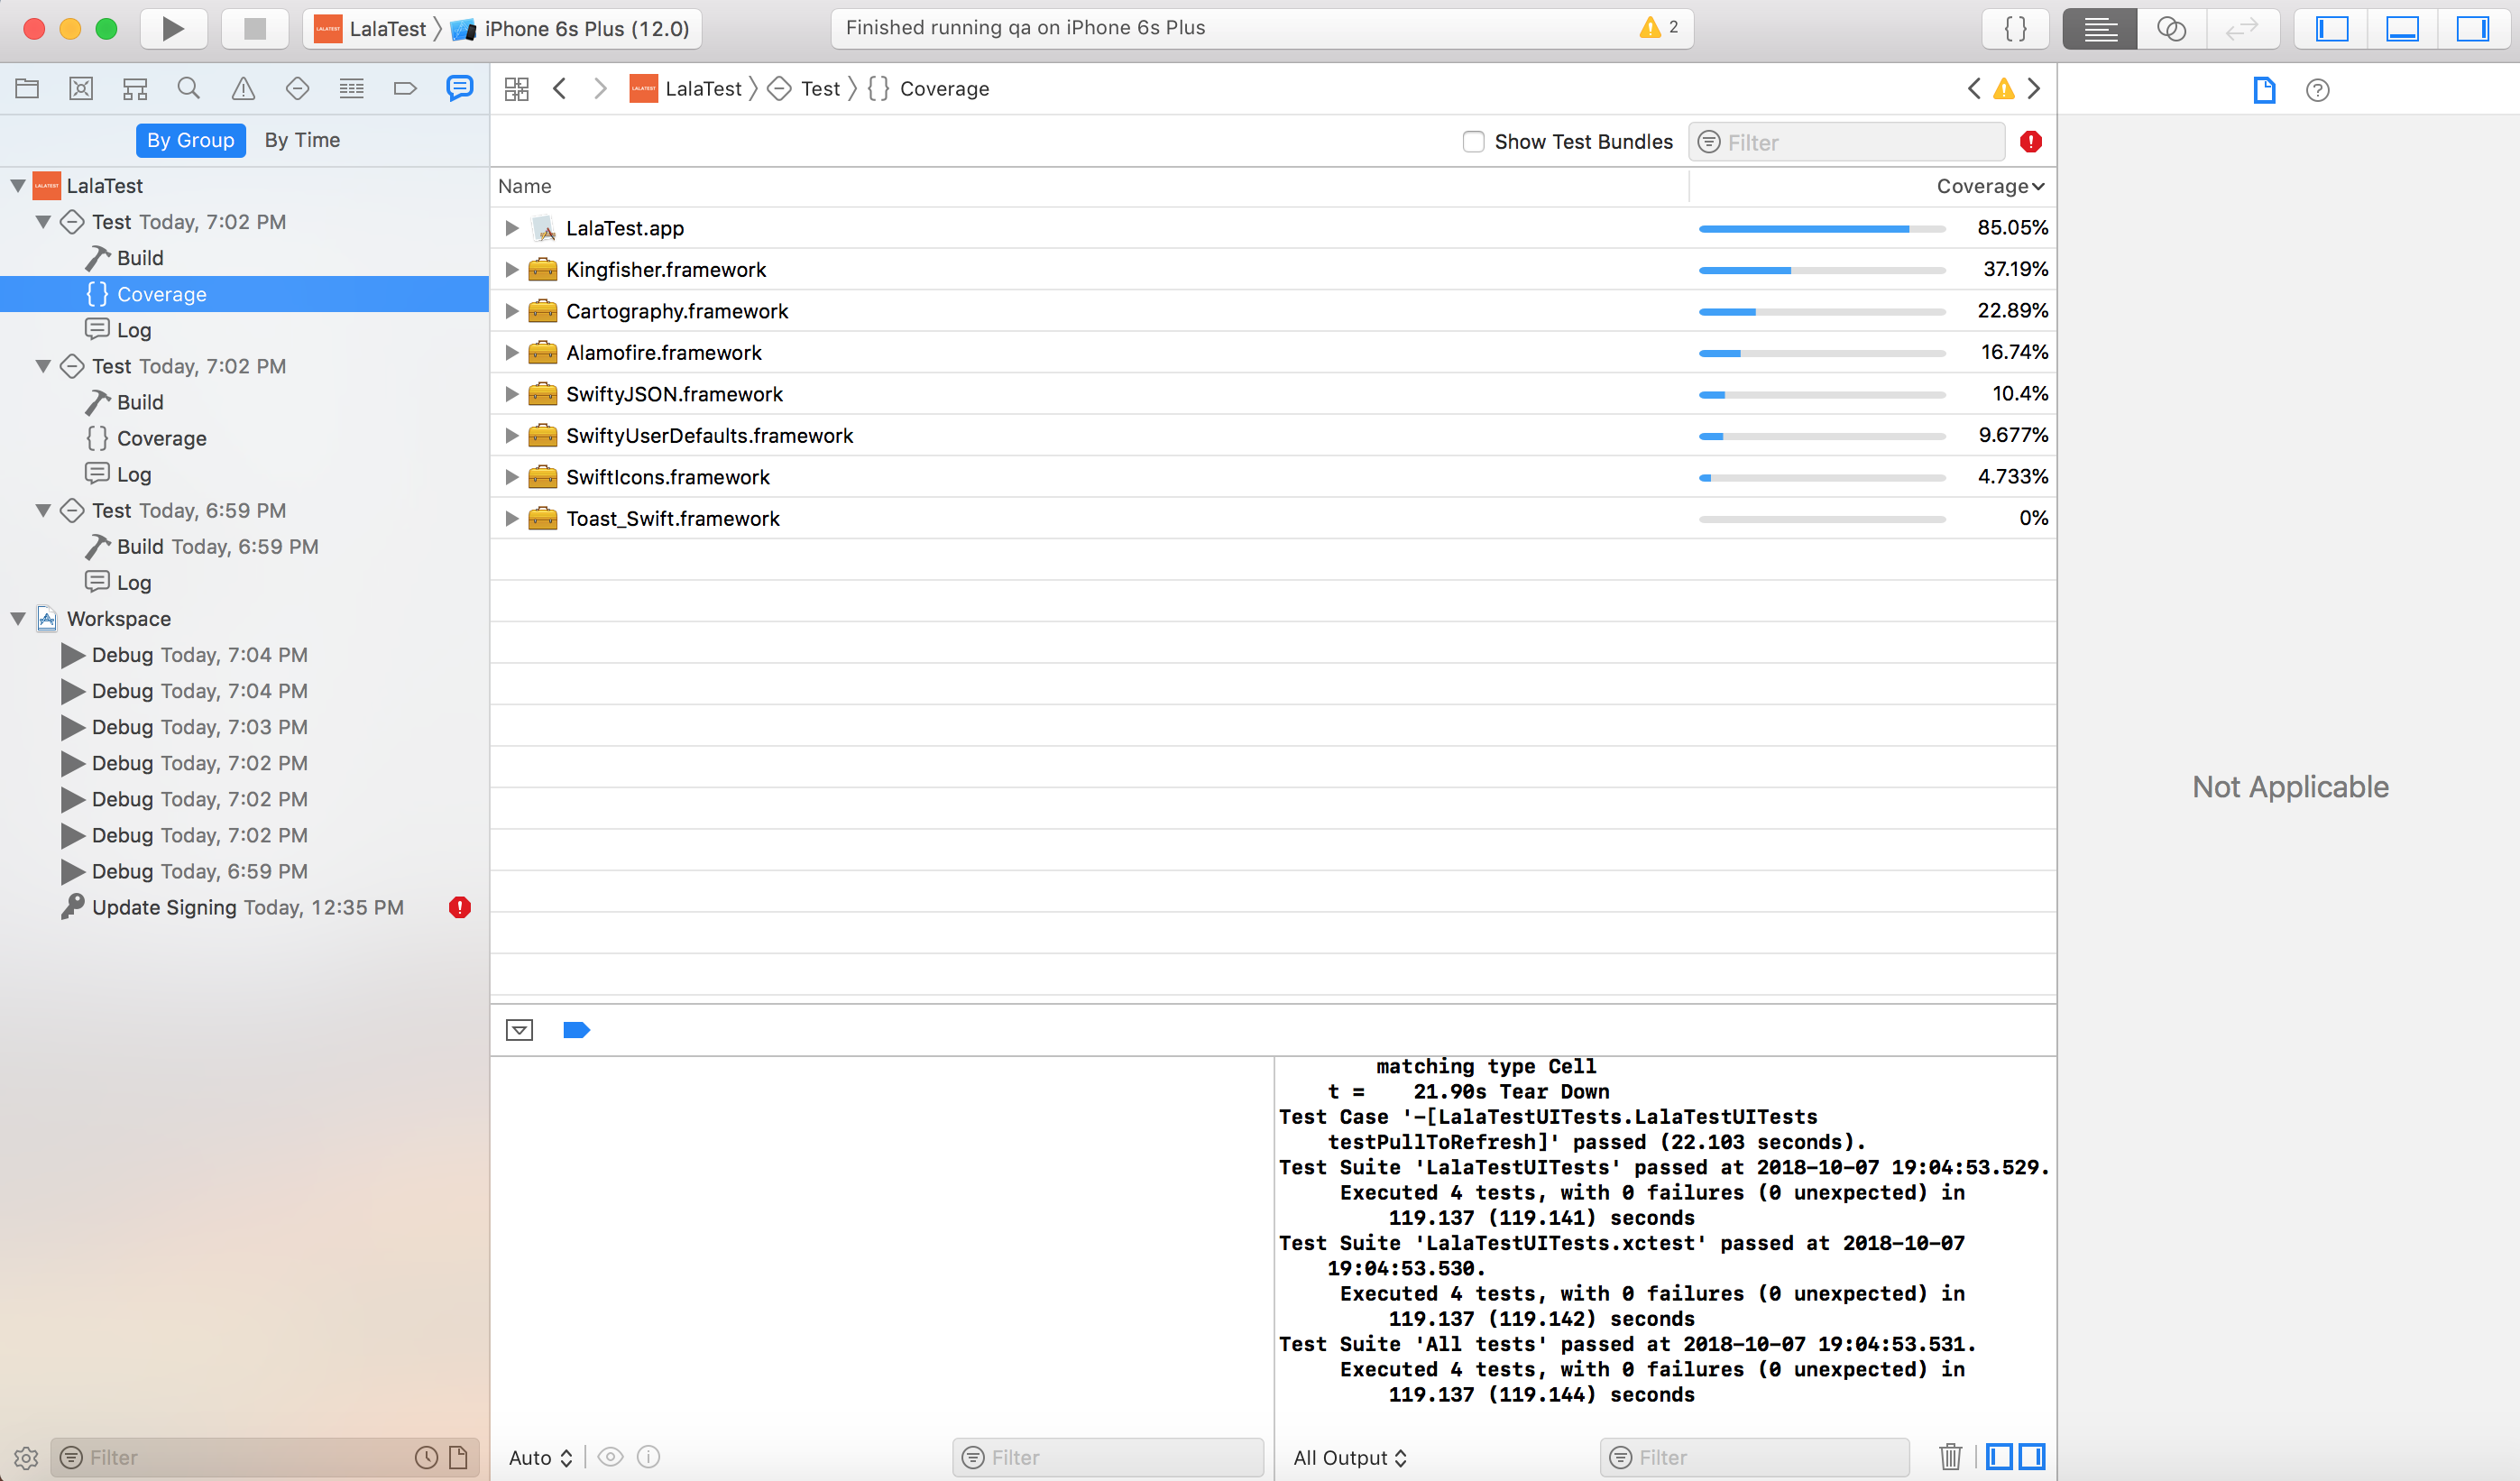 LalaTest iPhone 6s Plus (12.0)
Finished running qa on iPhone 6s Plus
2
LalaTest Test Coverage
By Group By Time
Show Test Bundles
Filter
LalaTest
Test Today, 7:02 PM
Build
Coverage
Log
Test Today, 7:02 PM
Build
Coverage
Log
Test Today, 6:59 PM
Build Today, 6:59 PM
Log
Workspace
Debug Today, 7:04 PM
Debug Today, 7:04 PM
Debug Today, 7:03 PM
Debug Today, 7:02 PM
Debug Today, 7:02 PM
Debug Today, 7:02 PM
Debug Today, 6:59 PM
Update Signing Today, 12:35 PM
Filter
Name Coverage
LalaTest.app 85.05%
Kingfisher.framework 37.19%
Cartography.framework 22.89%
Alamofire.framework 16.74%
SwiftyJSON.framework 10.4%
SwiftyUserDefaults.framework 9.677%
SwiftIcons.framework 4.733%
Toast_Swift.framework 0%
matching type Cell
t = 21.90s Tear Down
Test Case '-[LalaTestUITests.LalaTestUITests
testPullToRefresh]' passed (22.103 seconds).
Test Suite 'LalaTestUITests' passed at 2018-10-07 19:04:53.529.
Executed 4 tests, with 0 failures (0 unexpected) in
119.137 (119.141) seconds
Test Suite 'LalaTestUITests.xctest' passed at 2018-10-07
19:04:53.530.
Executed 4 tests, with 0 failures (0 unexpected) in
119.137 (119.142) seconds
Test Suite 'All tests' passed at 2018-10-07 19:04:53.531.
Executed 4 tests, with 0 failures (0 unexpected) in
119.137 (119.144) seconds
Auto
Filter
All Output
Filter
Not Applicable